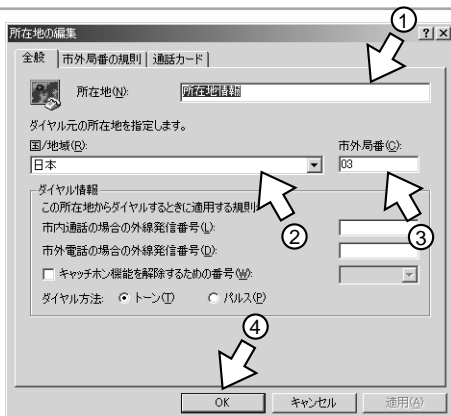 ①
所在地の編集
全般 市外局番の規則 通話カード
所在地(N): 所在地情報
ダイヤル元の所在地を指定します。
国/地域(R): 市外局番(C):
日本 03
ダイヤル情報
この所在地からダイヤルするときに適用する規則
②
③
市内通話の場合の外線発信番号(L):
市外電話の場合の外線発信番号(D):
キャッチホン機能を解除するための番号(W):
ダイヤル方法: トーン(T) パルス(P)
④
OK キャンセル 適用(A)